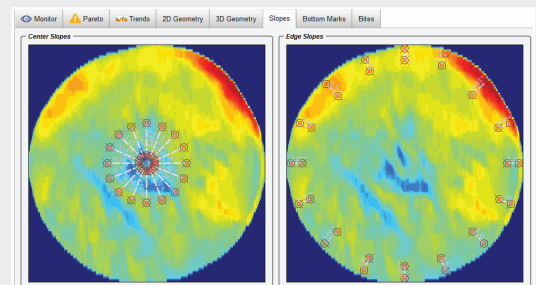 Monitor Pareto Trends 2D Geometry 3D Geometry Slopes Bottom Marks Bites
Center Slopes Edge Slopes